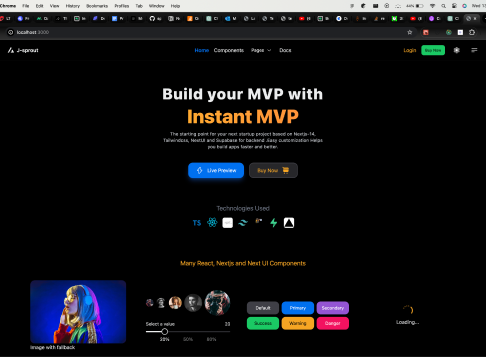 Chrome File Edit View History Bookmarks Profiles Tab Window Help
44%
Wed
localhost:3000
J-sprout Home Components Pages Docs Login Buy Now
Build your MVP with
Instant MVP
The starting point for your next startup project based on Nextjs-14,
Tailwindcss, NextUI and Supabase for backend .Easy customization Helps
you build apps faster and better.
Live Preview Buy Now
Technologies Used
TS
Many React, Nextjs and Next UI Components
Default Primary Secondary
Success Warning Danger
Select a value 20
20% 50% 80%
Loading...
Image with fallback